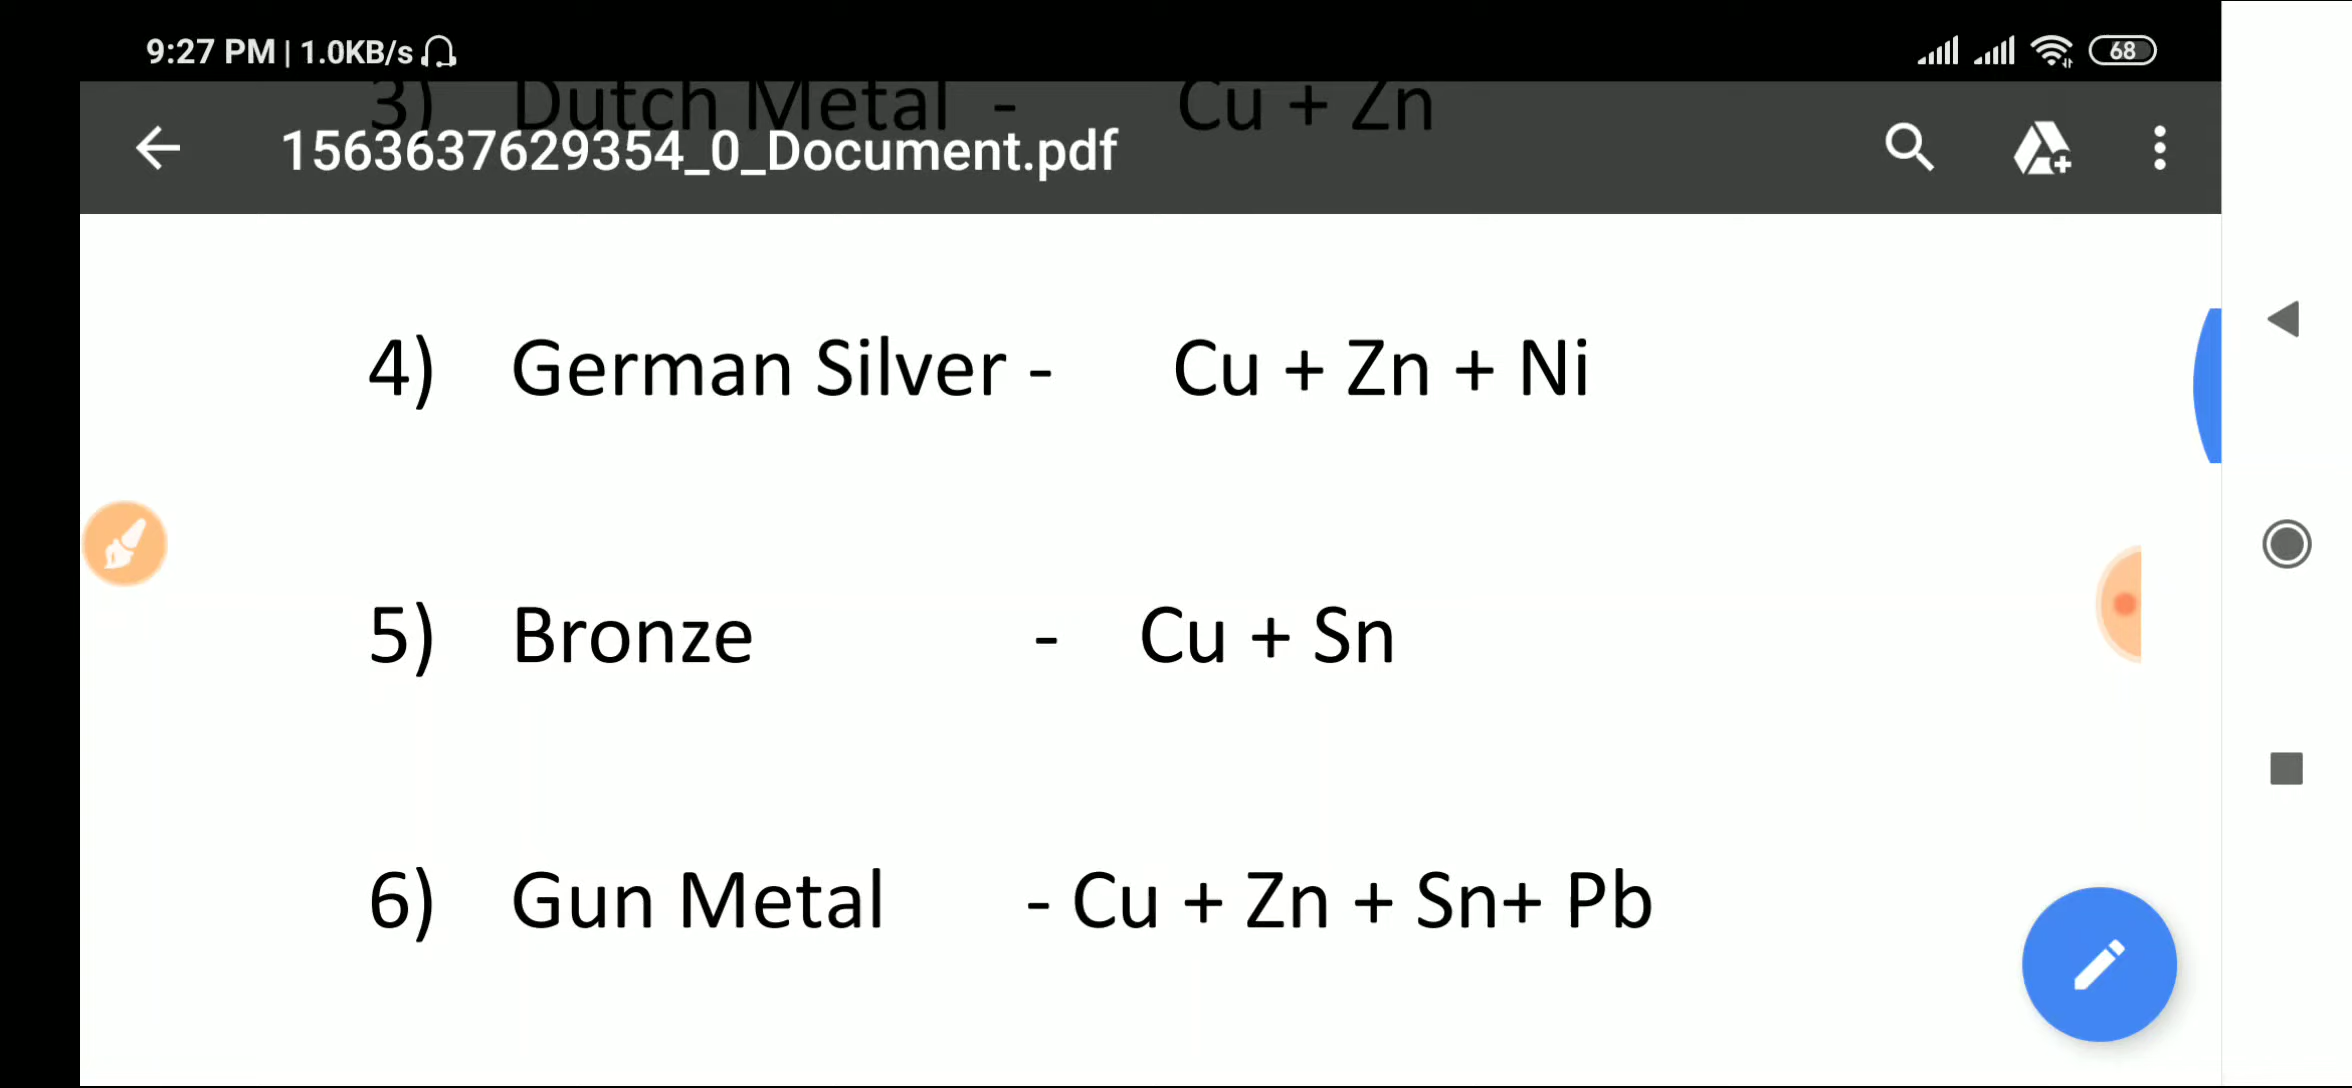 9:27 PM | 1.0KB/s
68
3) Dutch Metal - Cu + Zn
1563637629354_0_Document.pdf
4) German Silver - Cu + Zn + Ni
5) Bronze - Cu + Sn
6) Gun Metal - Cu + Zn + Sn+ Pb